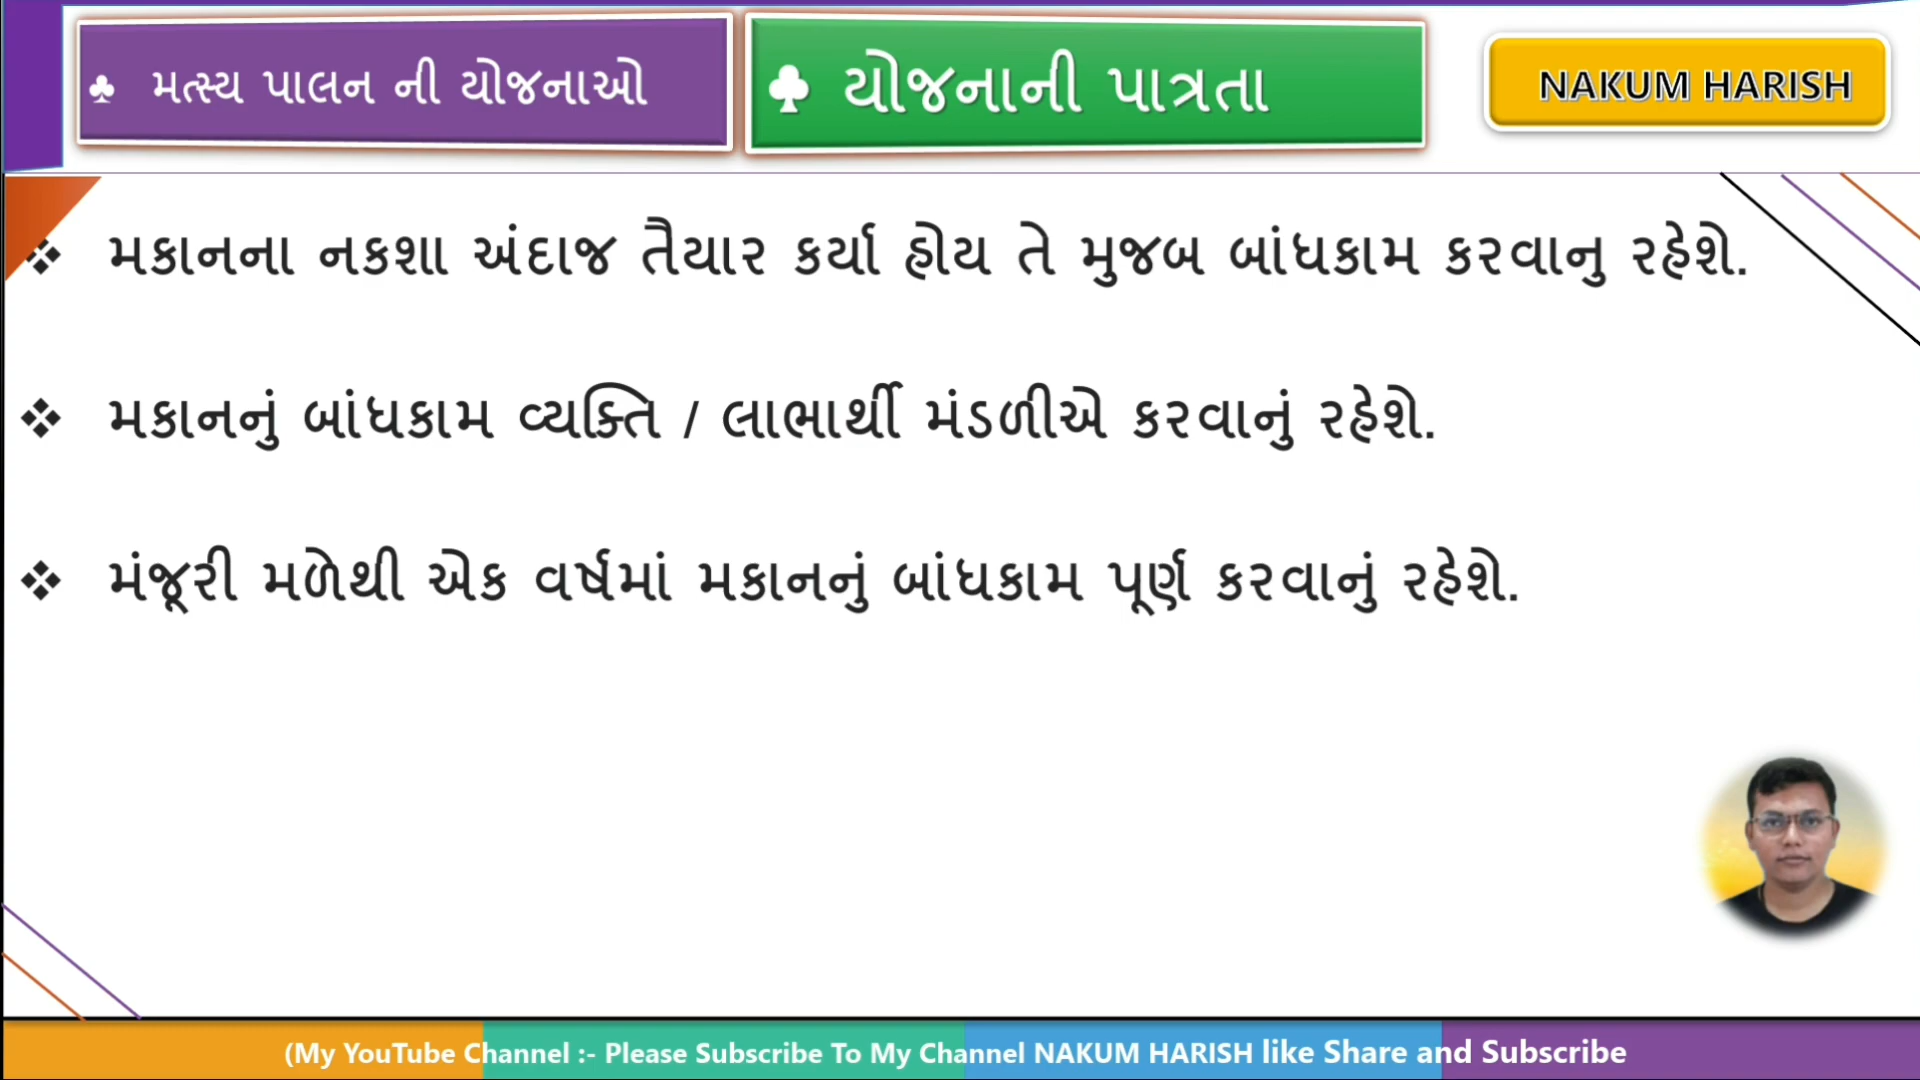 ♣ મત્સ્ય પાલન ની યોજનાઓ
♣ યોજનાની પાત્રતા
NAKUM HARISH
❖ મકાનના નકશા અંદાજ તૈયાર કર્યા હોય તે મુજબ બાંધકામ કરવાનુ રહેશે.
❖ મકાનનું બાંધકામ વ્યક્તિ / લાભાર્થી મંડળીએ કરવાનું રહેશે.
❖ મંજૂરી મળેથી એક વર્ષમાં મકાનનું બાંધકામ પૂર્ણ કરવાનું રહેશે.
(My YouTube Channel :- Please Subscribe To My Channel NAKUM HARISH like Share and Subscribe